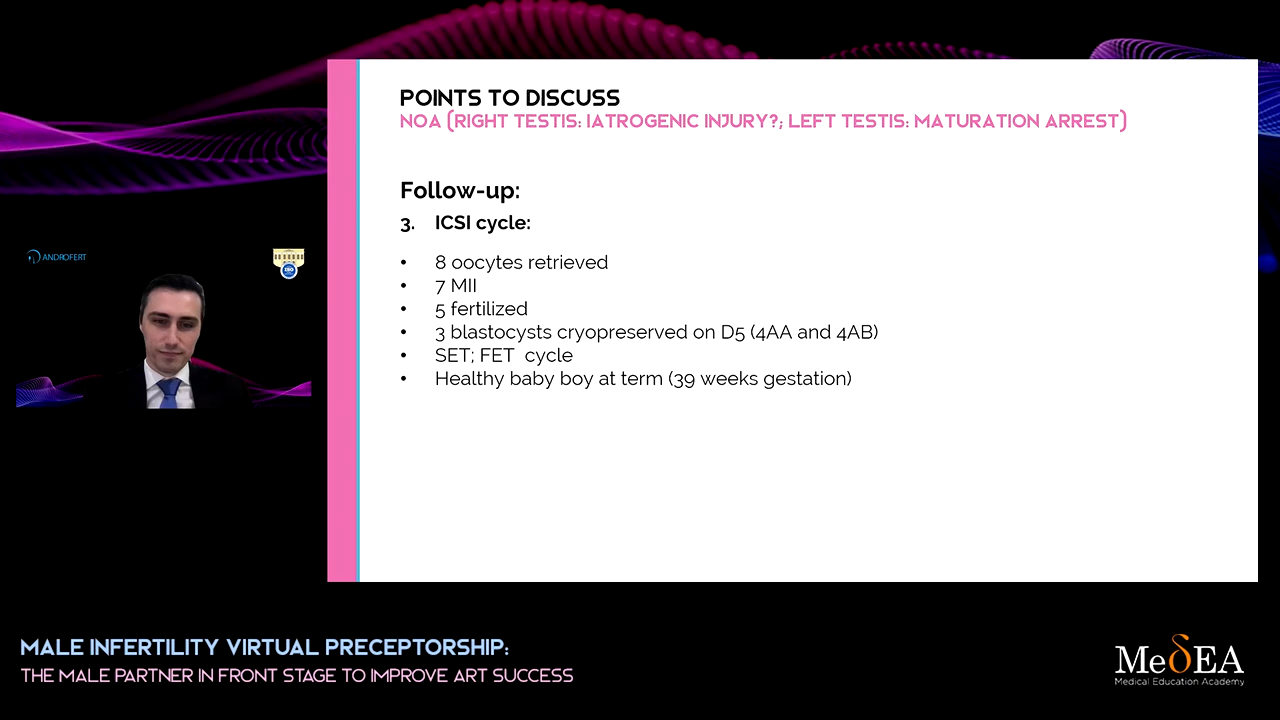 POINTS TO DISCUSS
NOA (RIGHT TESTIS: IATROGENIC INJURY?; LEFT TESTIS: MATURATION ARREST)
Follow-up:
3. ICSI cycle:
• 8 oocytes retrieved
• 7 MII
• 5 fertilized
• 3 blastocysts cryopreserved on D5 (4AA and 4AB)
• SET; FET cycle
• Healthy baby boy at term (39 weeks gestation)
ANDROFERT
ISO
MALE INFERTILITY VIRTUAL PRECEPTORSHIP:
THE MALE PARTNER IN FRONT STAGE TO IMPROVE ART SUCCESS
MeδEA
Medical Education Academy